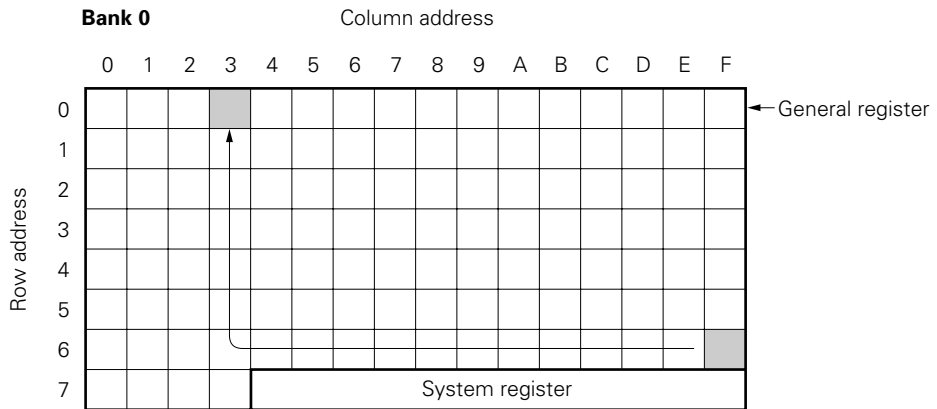 Bank 0 Column address
0 1 2 3 4 5 6 7 8 9 A B C D E F
0 General register
1
2
3
Row address
4
5
6
7 System register